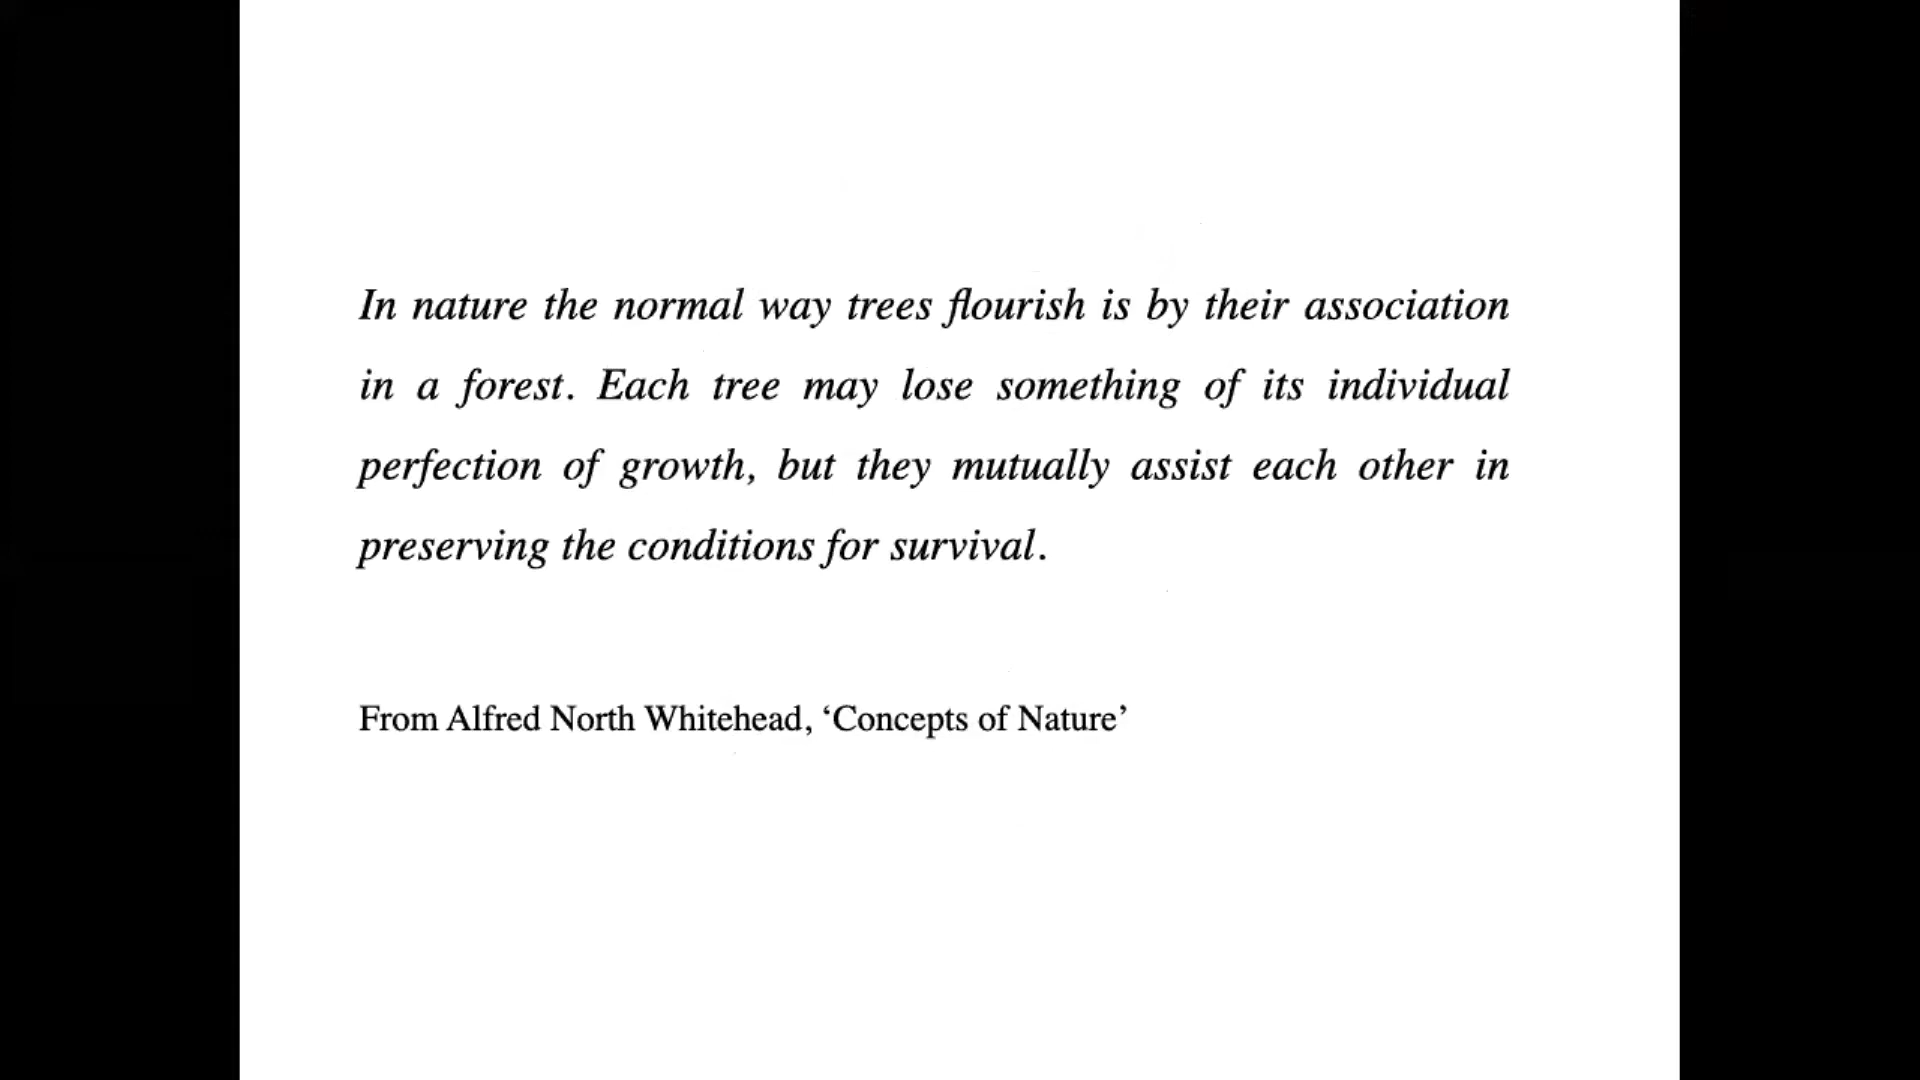 In nature the normal way trees flourish is by their association
in a forest. Each tree may lose something of its individual
perfection of growth, but they mutually assist each other in
preserving the conditions for survival.
From Alfred North Whitehead, ‘Concepts of Nature’